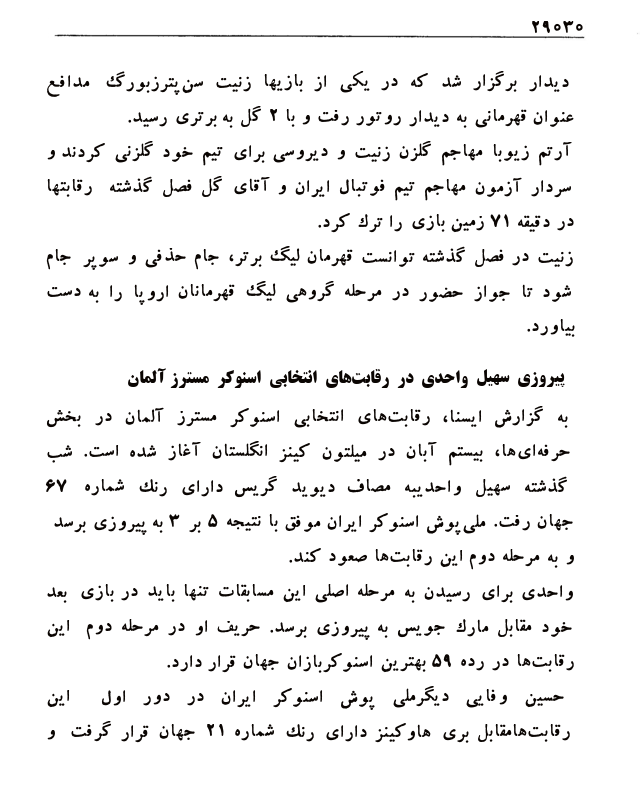 ۲۹۰۳۰
دیدار برگزار شد که در یکی از بازیها زنیت سن‌پترزبورگ مدافع
عنوان قهرمانی به دیدار روتور رفت و با ۲ گل به برتری رسید.
آرتم زیوبا مهاجم گلزن زنیت و دیروسی برای تیم خود گلزنی کردند و
سردار آزمون مهاجم تیم فوتبال ایران و آقای گل فصل گذشته رقابتها
در دقیقه ۷۱ زمین بازی را ترك کرد.
زنیت در فصل گذشته توانست قهرمان لیگ برتر، جام حذفی و سوپر جام
شود تا جواز حضور در مرحله گروهی لیگ قهرمانان اروپا را به دست
بیاورد.
پیروزی سهیل واحدی در رقابت‌های انتخابی اسنوکر مسترز آلمان
به گزارش ایسنا، رقابت‌های انتخابی اسنوکر مسترز آلمان در بخش
حرفه‌ای‌ها، بیستم آبان در میلتون کینز انگلستان آغاز شده است. شب
گذشته سهیل واحدیبه مصاف دیوید گریس دارای رنك شماره ۶۷
جهان رفت. ملی‌پوش اسنوکر ایران موفق با نتیجه ۵ بر ۳ به پیروزی برسد
و به مرحله دوم این رقابت‌ها صعود کند.
واحدی برای رسیدن به مرحله اصلی این مسابقات تنها باید در بازی بعد
خود مقابل مارك جویس به پیروزی برسد. حریف او در مرحله دوم این
رقابت‌ها در رده ۵۹ بهترین اسنوکربازان جهان قرار دارد.
حسین وفایی دیگرملی پوش اسنوکر ایران در دور اول این
رقابت‌هامقابل بری هاوکینز دارای رنك شماره ۲۱ جهان قرار گرفت و